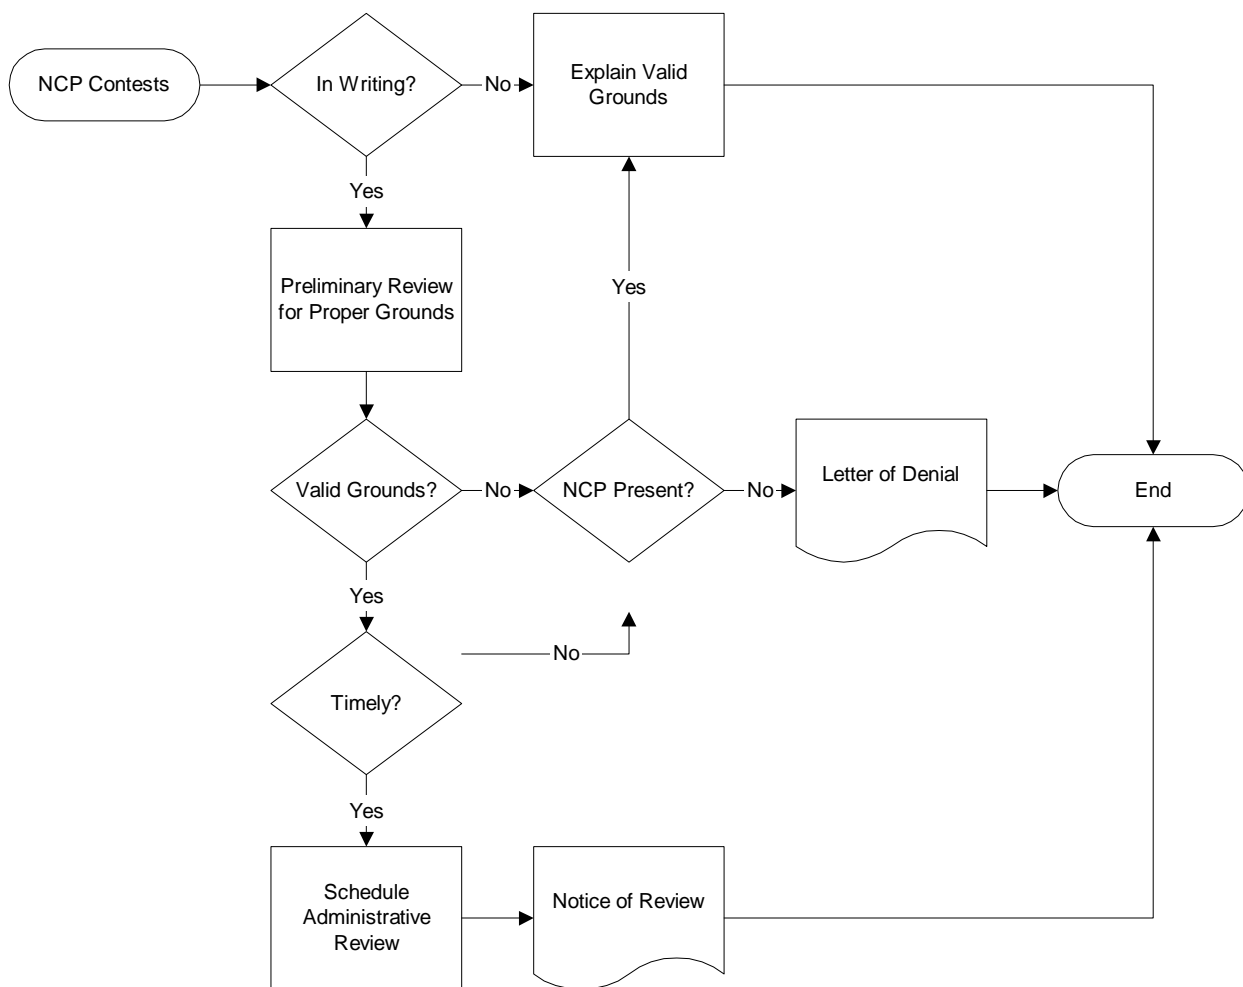 NCP Contests
In Writing?
No
Explain Valid
Grounds
Yes
Preliminary Review
for Proper Grounds
Yes
Valid Grounds?
No
NCP Present?
No
Letter of Denial
End
Yes
No
Timely?
Yes
Schedule
Administrative
Review
Notice of Review